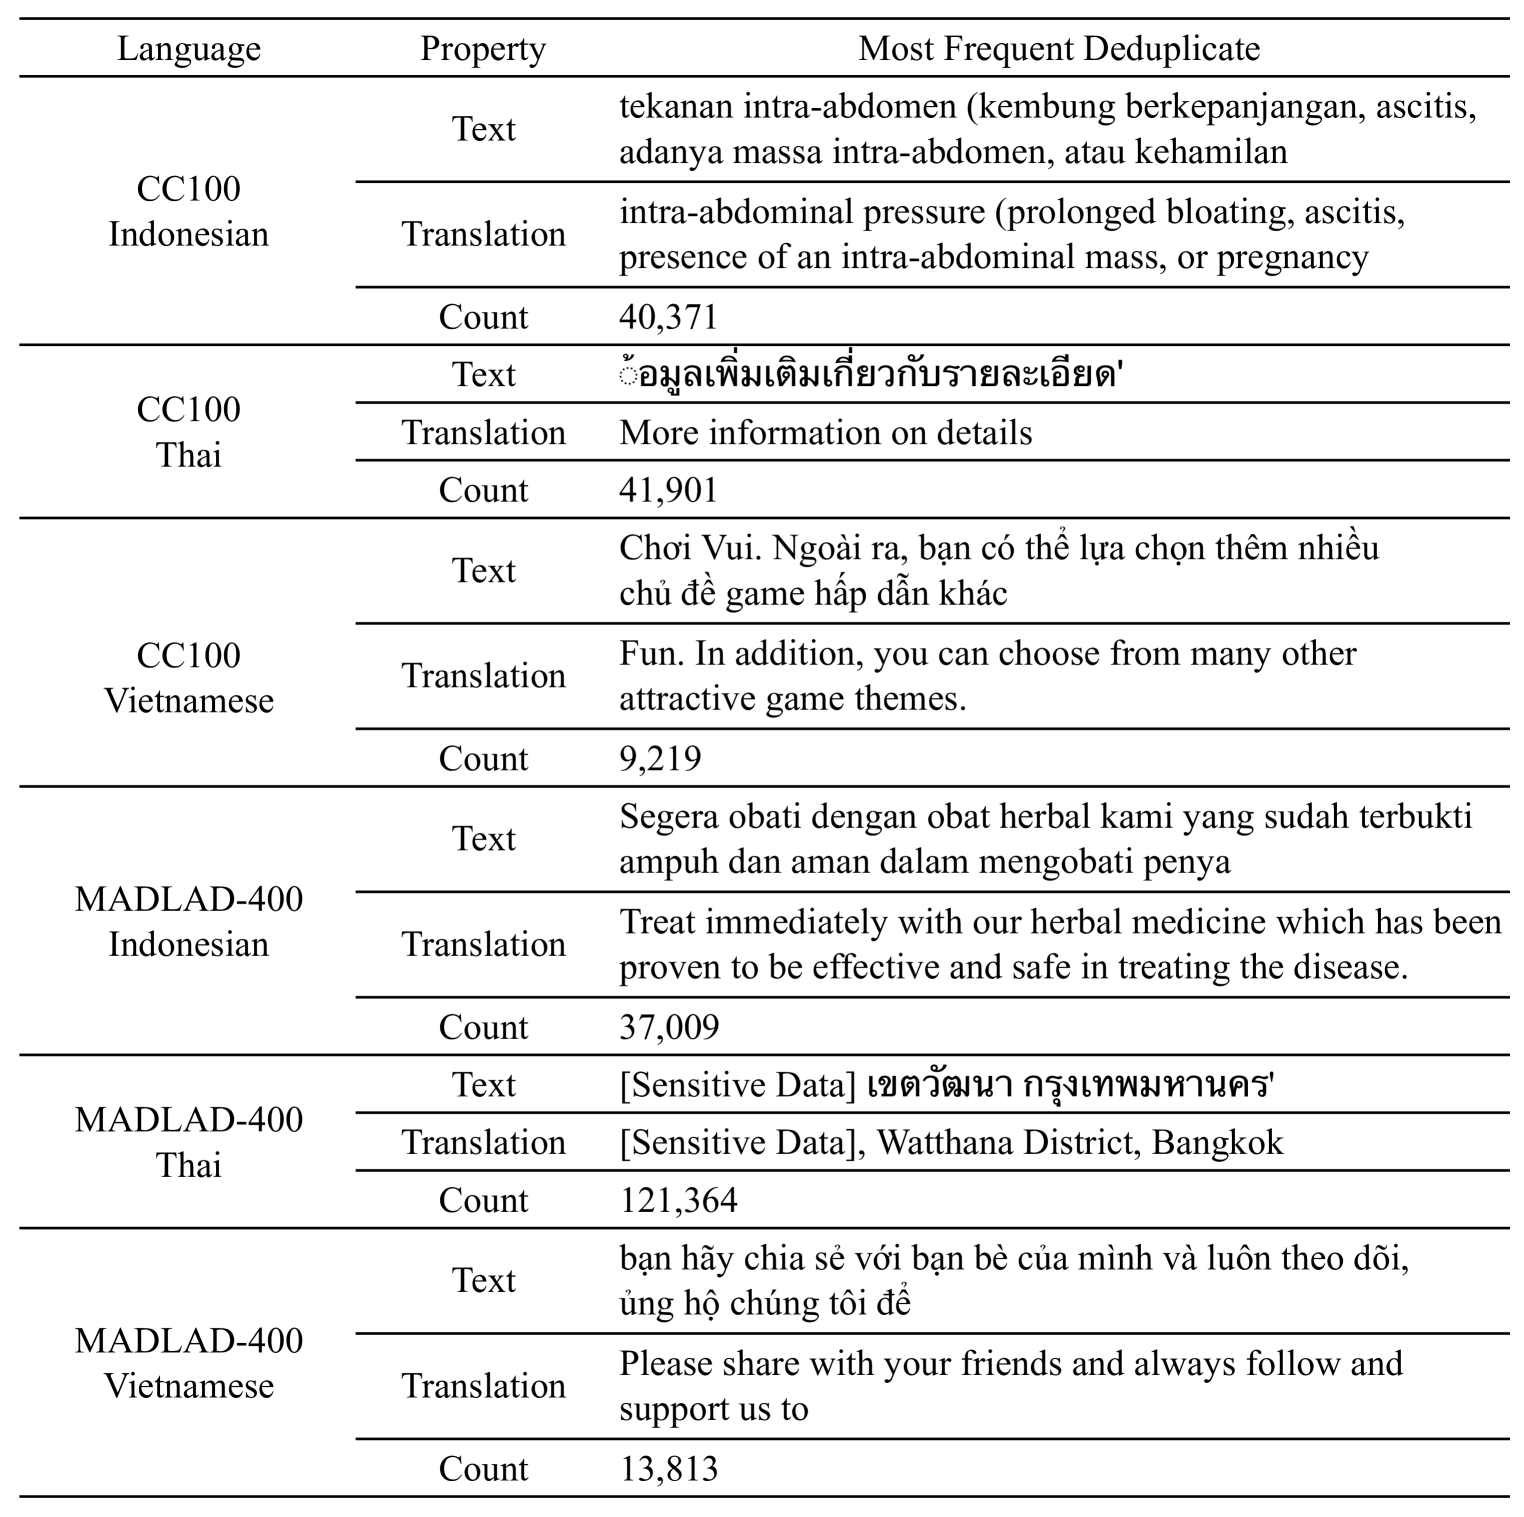 Language Property Most Frequent Deduplicate
CC100
Indonesian
Text
tekanan intra-abdomen (kembung berkepanjangan, ascitis,
adanya massa intra-abdomen, atau kehamilan
Translation
intra-abdominal pressure (prolonged bloating, ascitis,
presence of an intra-abdominal mass, or pregnancy
Count 40,371
CC100
Thai
Text ้อมูลเพิ่มเติมเกี่ยวกับรายละเอียด'
Translation More information on details
Count 41,901
CC100
Vietnamese
Text
Chơi Vui. Ngoài ra, bạn có thể lựa chọn thêm nhiều
chủ đề game hấp dẫn khác
Translation
Fun. In addition, you can choose from many other
attractive game themes.
Count 9,219
MADLAD-400
Indonesian
Text
Segera obati dengan obat herbal kami yang sudah terbukti
ampuh dan aman dalam mengobati penya
Translation
Treat immediately with our herbal medicine which has been
proven to be effective and safe in treating the disease.
Count 37,009
MADLAD-400
Thai
Text [Sensitive Data] เขตวัฒนา กรุงเทพมหานคร'
Translation [Sensitive Data], Watthana District, Bangkok
Count 121,364
MADLAD-400
Vietnamese
Text
bạn hãy chia sẻ với bạn bè của mình và luôn theo dõi,
ủng hộ chúng tôi để
Translation
Please share with your friends and always follow and
support us to
Count 13,813